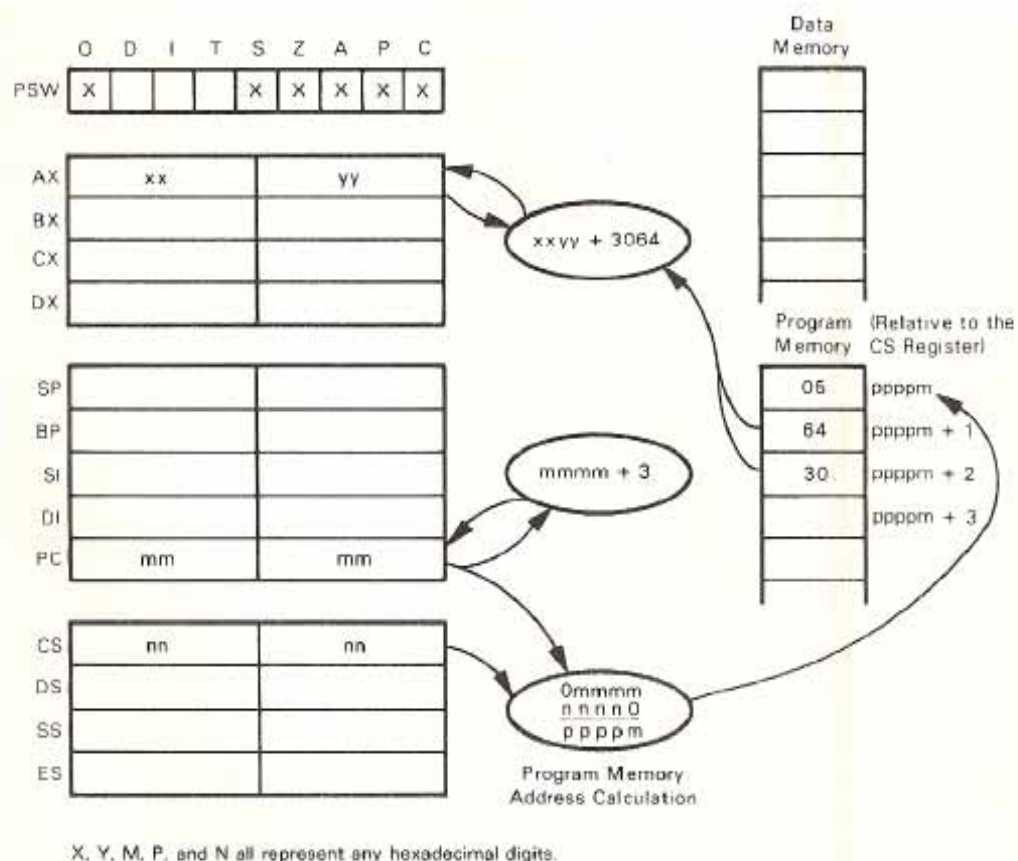 O D I T S Z A P C
PSW X X X X X X
AX xx yy
BX
CX
DX
SP
BP
SI
DI
PC mm mm
CS nn nn
DS
SS
ES
xxyy + 3064
mmmm + 3
0mmmm
nnnn0
ppppm
Program Memory
Address Calculation
Data
Memory
Program
Memory
(Relative to the
CS Register)
05 ppppm
64 ppppm + 1
30 ppppm + 2
ppppm + 3
X, Y, M, P, and N all represent any hexadecimal digits.